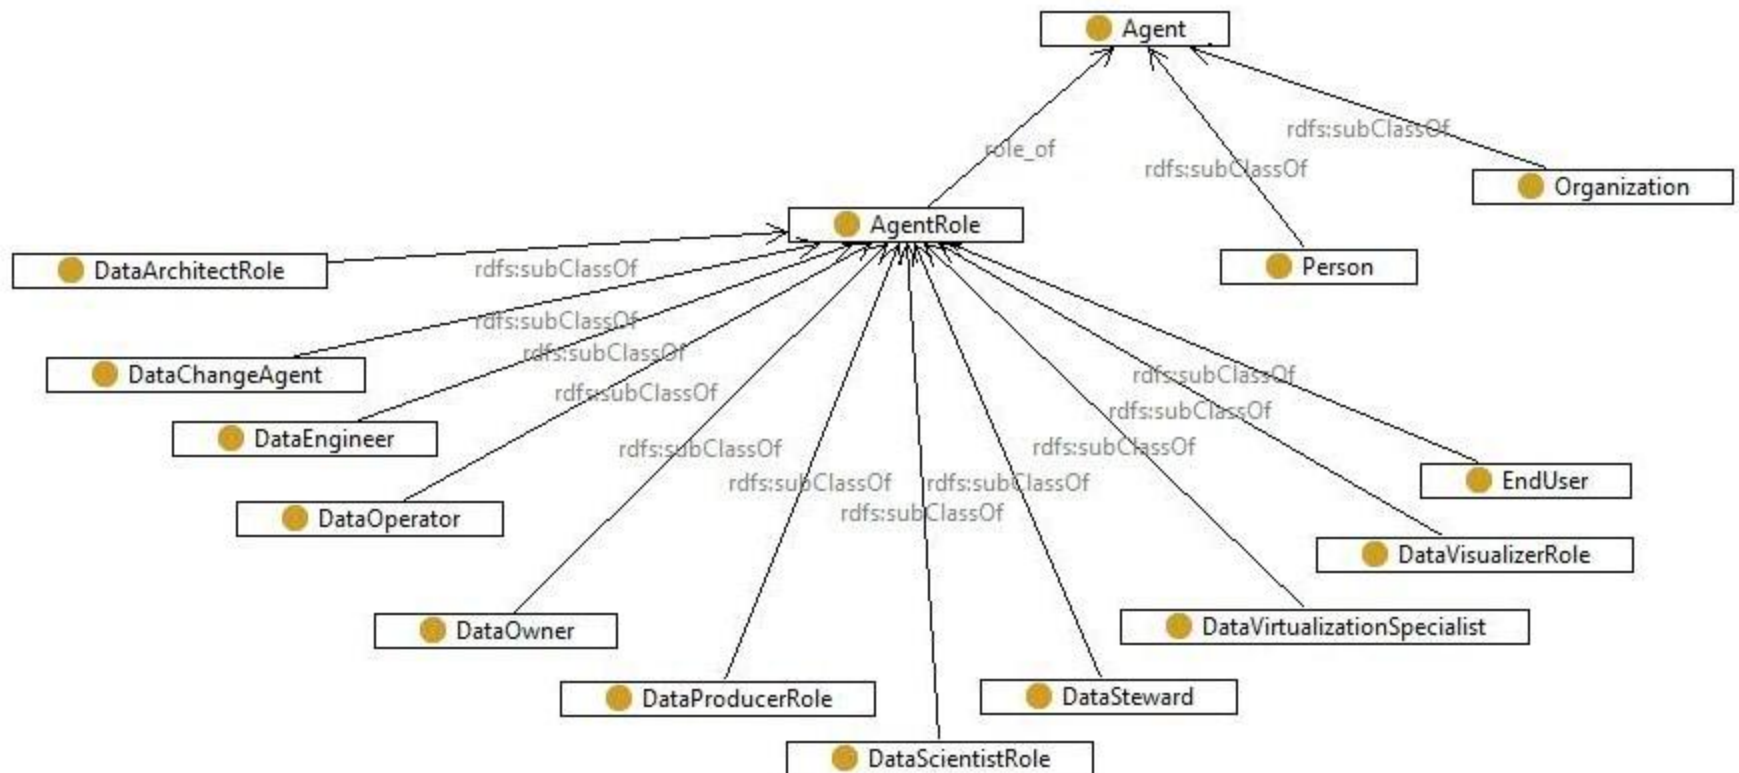 Agent
rdfs:subClassOf
role_of
rdfs:subClassOf
Organization
AgentRole
Person
DataArchitectRole
rdfs:subClassOf
rdfs:subClassOf
rdfs:subClassOf
DataChangeAgent
rdfs:subClassOf
rdfs:subClassOf
rdfs:subClassOf
DataEngineer
rdfs:subClassOf
rdfs:subClassOf
rdfs:subClassOf
rdfs:subClassOf
EndUser
rdfs:subClassOf
DataOperator
DataVisualizerRole
DataOwner
DataVirtualizationSpecialist
DataProducerRole
DataSteward
DataScientistRole